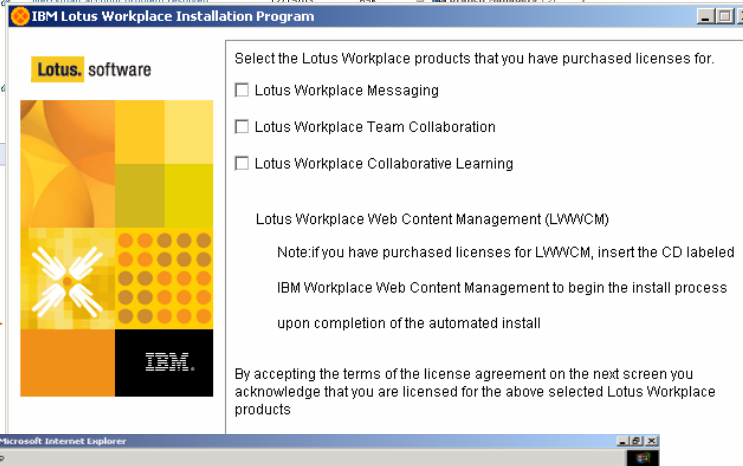 IBM Lotus Workplace Installation Program
Lotus. software
Select the Lotus Workplace products that you have purchased licenses for.
Lotus Workplace Messaging
Lotus Workplace Team Collaboration
Lotus Workplace Collaborative Learning
Lotus Workplace Web Content Management (LWWCM)
Note:if you have purchased licenses for LWWCM, insert the CD labeled
IBM Workplace Web Content Management to begin the install process
upon completion of the automated install
IBM.
By accepting the terms of the license agreement on the next screen you
acknowledge that you are licensed for the above selected Lotus Workplace
products
Microsoft Internet Explorer